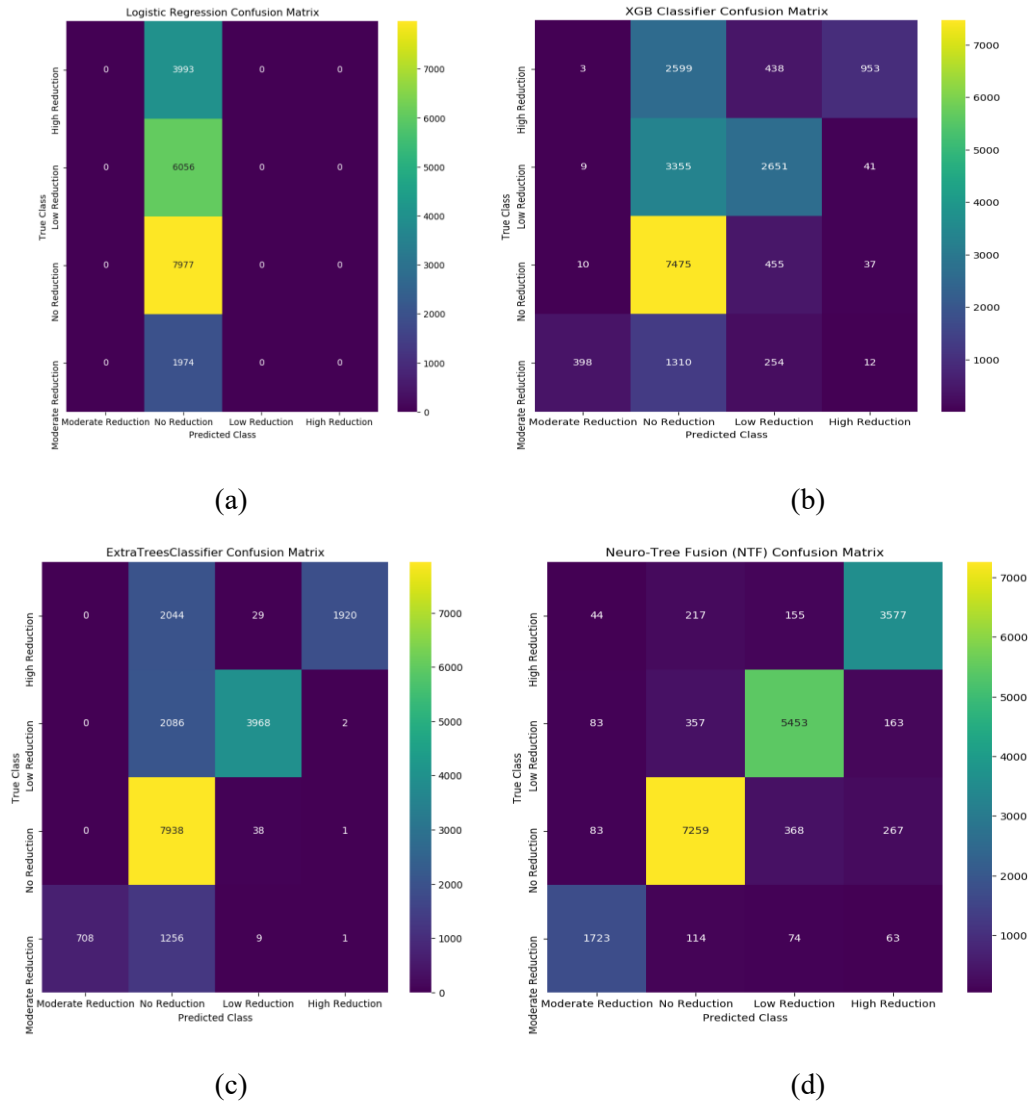 Logistic Regression Confusion Matrix
0 3993 0 0
0 6056 0 0
0 7977 0 0
0 1974 0 0
High Reduction
Low Reduction
No Reduction
Moderate Reduction
True Class
Moderate Reduction No Reduction Low Reduction High Reduction
Predicted Class
7000
6000
5000
4000
3000
2000
1000
0
(a)
XGB Classifier Confusion Matrix
3 2599 438 953
9 3355 2651 41
10 7475 455 37
398 1310 254 12
High Reduction
Low Reduction
No Reduction
Moderate Reduction
True Class
Moderate Reduction No Reduction Low Reduction High Reduction
Predicted Class
7000
6000
5000
4000
3000
2000
1000
(b)
ExtraTreesClassifier Confusion Matrix
0 2044 29 1920
0 2086 3968 2
0 7938 38 1
708 1256 9 1
High Reduction
Low Reduction
No Reduction
Moderate Reduction
True Class
Moderate Reduction No Reduction Low Reduction High Reduction
Predicted Class
7000
6000
5000
4000
3000
2000
1000
0
(c)
Neuro-Tree Fusion (NTF) Confusion Matrix
44 217 155 3577
83 357 5453 163
83 7259 368 267
1723 114 74 63
High Reduction
Low Reduction
No Reduction
Moderate Reduction
True Class
Moderate Reduction No Reduction Low Reduction High Reduction
Predicted Class
7000
6000
5000
4000
3000
2000
1000
(d)